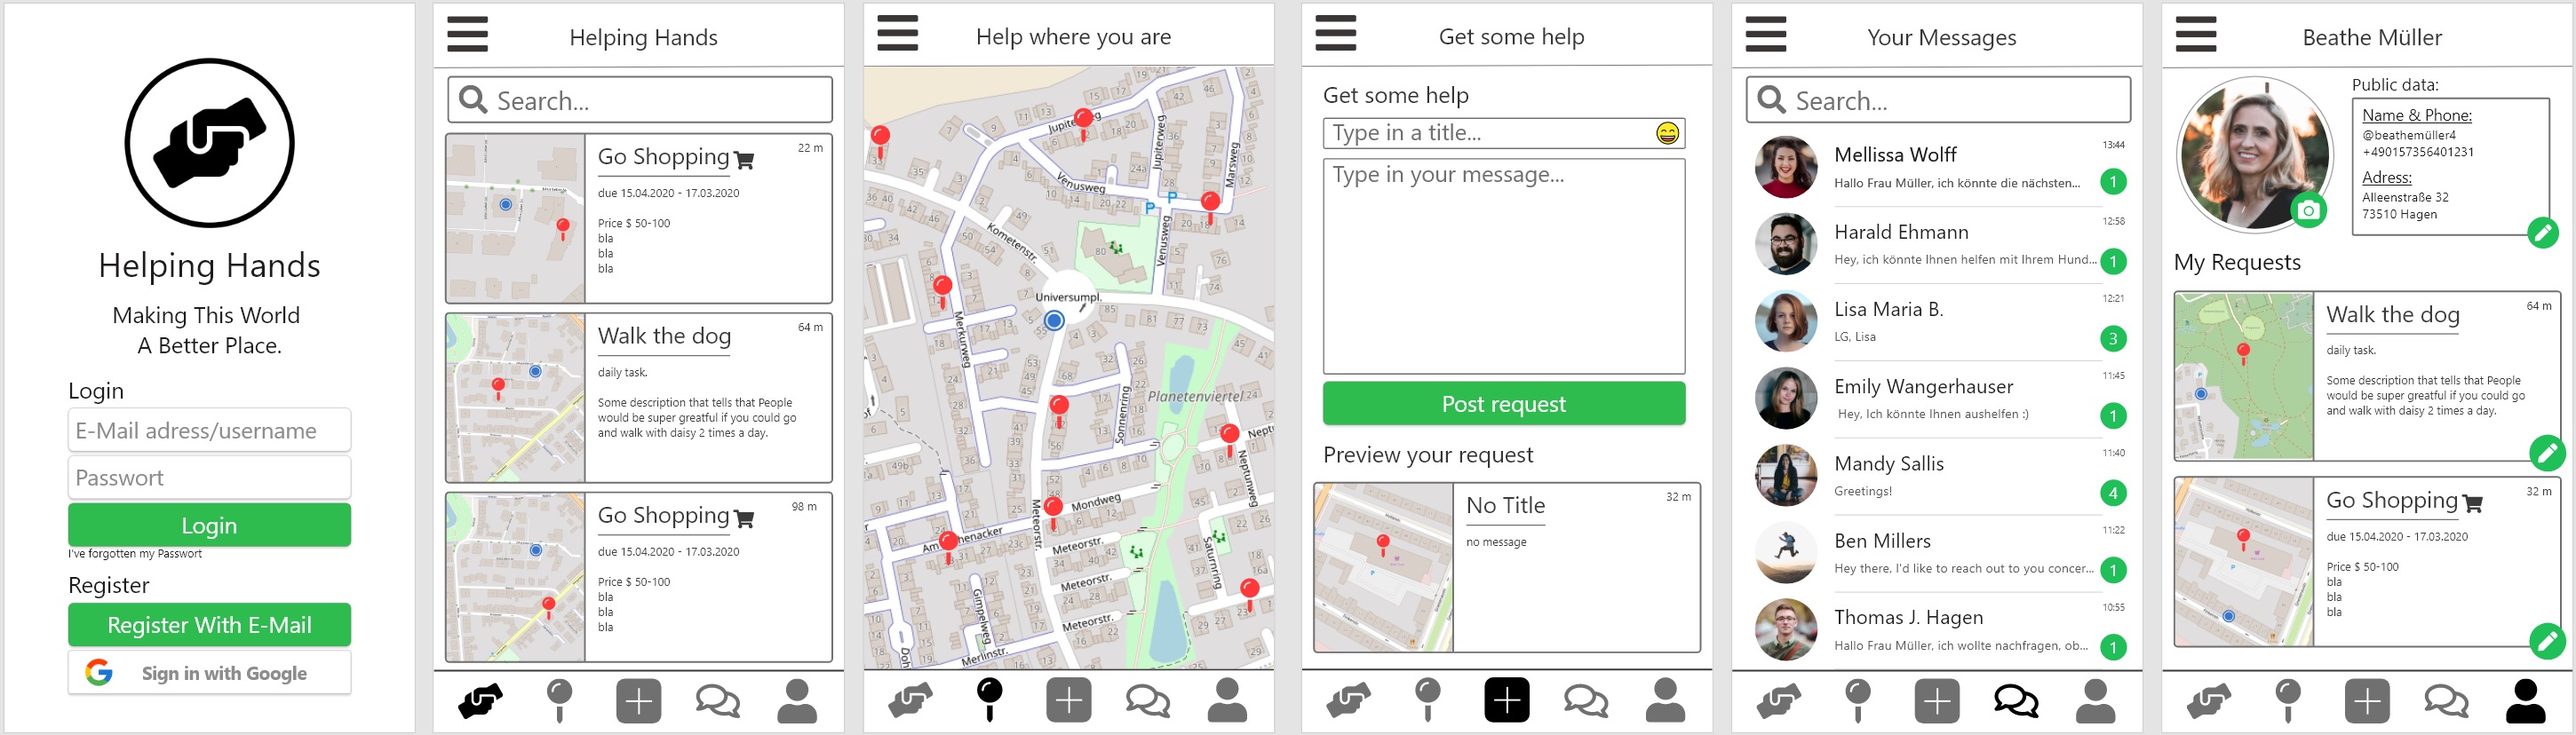 Helping Hands
Making This World
A Better Place.
Login
E-Mail adress/username
Passwort
Login
I've forgotten my Passwort
Register
Register With E-Mail
Sign in with Google
Helping Hands
Search...
Go Shopping
22 m
due 15.04.2020 - 17.03.2020
Price $ 50-100
bla
bla
bla
Walk the dog
64 m
daily task.
Some description that tells that People
would be super greatful if you could go
and walk with daisy 2 times a day.
Go Shopping
98 m
due 15.04.2020 - 17.03.2020
Price $ 50-100
bla
bla
bla
Help where you are
Jupiterweg
Marsweg
Venusweg
Venusweg
Kometenstr.
Universumpl.
Merkurweg
Planetenviertel
Sonnenring
Neptunweg
Mondweg
Meteorstr.
Meteorstr.
Meteorstr.
Meteorstr.
Saturnring
Gimpelweg
Merlinstr.
Get some help
Get some help
Type in a title...
Type in your message...
Post request
Preview your request
No Title
32 m
no message
Your Messages
Search...
Mellissa Wolff
13:44
Hallo Frau Müller, ich könnte die nächsten...
1
Harald Ehmann
12:58
Hey, ich könnte Ihnen helfen mit Ihrem Hund...
1
Lisa Maria B.
12:21
LG, Lisa
3
Emily Wangerhauser
11:45
Hey, Ich könnte Ihnen aushelfen :)
1
Mandy Sallis
11:40
Greetings!
4
Ben Millers
11:22
Hey there, I'd like to reach out to you concer...
1
Thomas J. Hagen
10:55
Hallo Frau Müller, ich wollte nachfragen, ob...
1
Beathe Müller
Public data:
Name & Phone:
@beathemüller4
+490157356401231
Adress:
Alleenstraße 32
73510 Hagen
My Requests
Walk the dog
64 m
daily task.
Some description that tells that People
would be super greatful if you could go
and walk with daisy 2 times a day.
Go Shopping
32 m
due 15.04.2020 - 17.03.2020
Price $ 50-100
bla
bla
bla